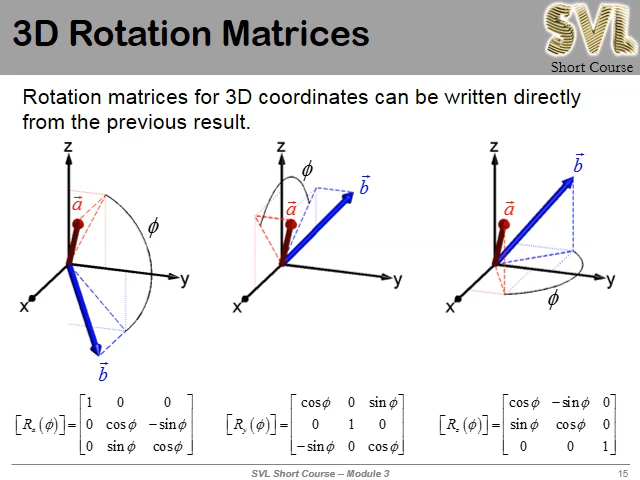 3D Rotation Matrices
SVL
Short Course
Rotation matrices for 3D coordinates can be written directly
from the previous result.
z
a⃗
ϕ
y
x
b⃗
z
ϕ
a⃗
b⃗
y
x
z
a⃗
b⃗
y
x
ϕ
[Rx(ϕ)] = [1 0 0
0 cosϕ −sinϕ
0 sinϕ cosϕ]
[Ry(ϕ)] = [cosϕ 0 sinϕ
0 1 0
−sinϕ 0 cosϕ]
[Rz(ϕ)] = [cosϕ −sinϕ 0
sinϕ cosϕ 0
0 0 1]
SVL Short Course – Module 3
15